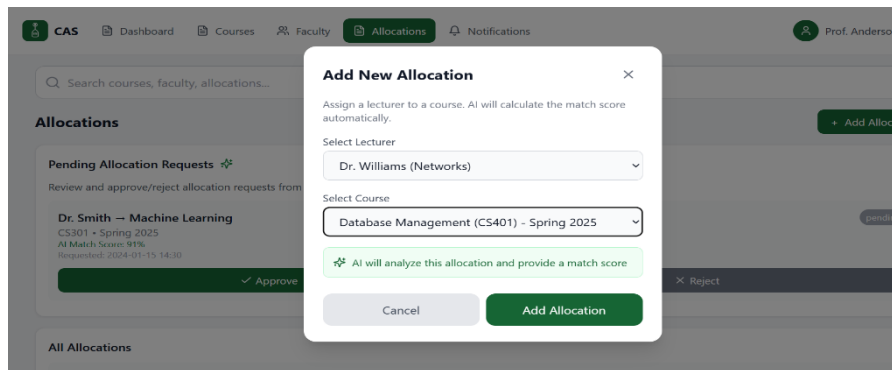 CAS Dashboard Courses Faculty Allocations Notifications Prof. Anderso
Search courses, faculty, allocations...
Allocations
+ Add Alloc
Pending Allocation Requests
Review and approve/reject allocation requests from
Dr. Smith → Machine Learning
CS301 • Spring 2025
AI Match Score: 91%
Requested: 2024-01-15 14:30
pendi
✓ Approve
× Reject
All Allocations
Add New Allocation
Assign a lecturer to a course. AI will calculate the match score
automatically.
Select Lecturer
Dr. Williams (Networks)
Select Course
Database Management (CS401) - Spring 2025
AI will analyze this allocation and provide a match score
Cancel
Add Allocation